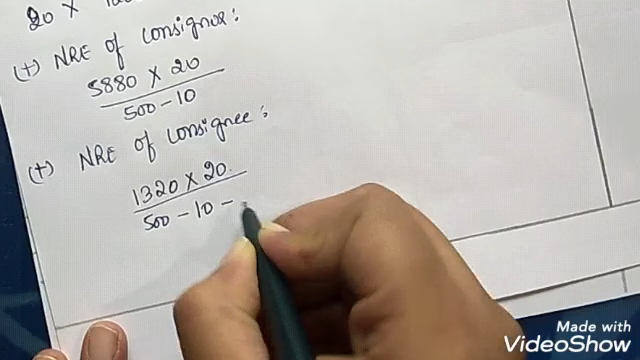 20 ×
(+) NRE of consignor:
5880 × 20
500 - 10
(+) NRE of consignee:
1320 × 20.
500 - 10 -
Made with
VideoShow